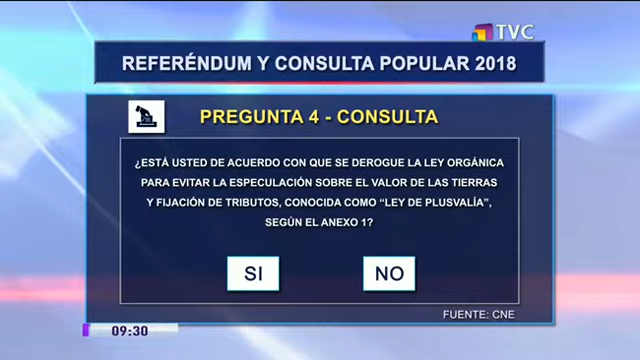 TVC
REFERÉNDUM Y CONSULTA POPULAR 2018
PREGUNTA 4 - CONSULTA
¿ESTÁ USTED DE ACUERDO CON QUE SE DEROGUE LA LEY ORGÁNICA
PARA EVITAR LA ESPECULACIÓN SOBRE EL VALOR DE LAS TIERRAS
Y FIJACIÓN DE TRIBUTOS, CONOCIDA COMO “LEY DE PLUSVALÍA”,
SEGÚN EL ANEXO 1?
SI NO
FUENTE: CNE
09:30